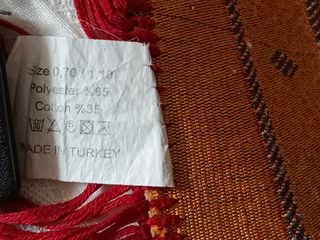 Size 0,70 / 1,10
Polyester %65
Cotton %35
MADE IN TURKEY